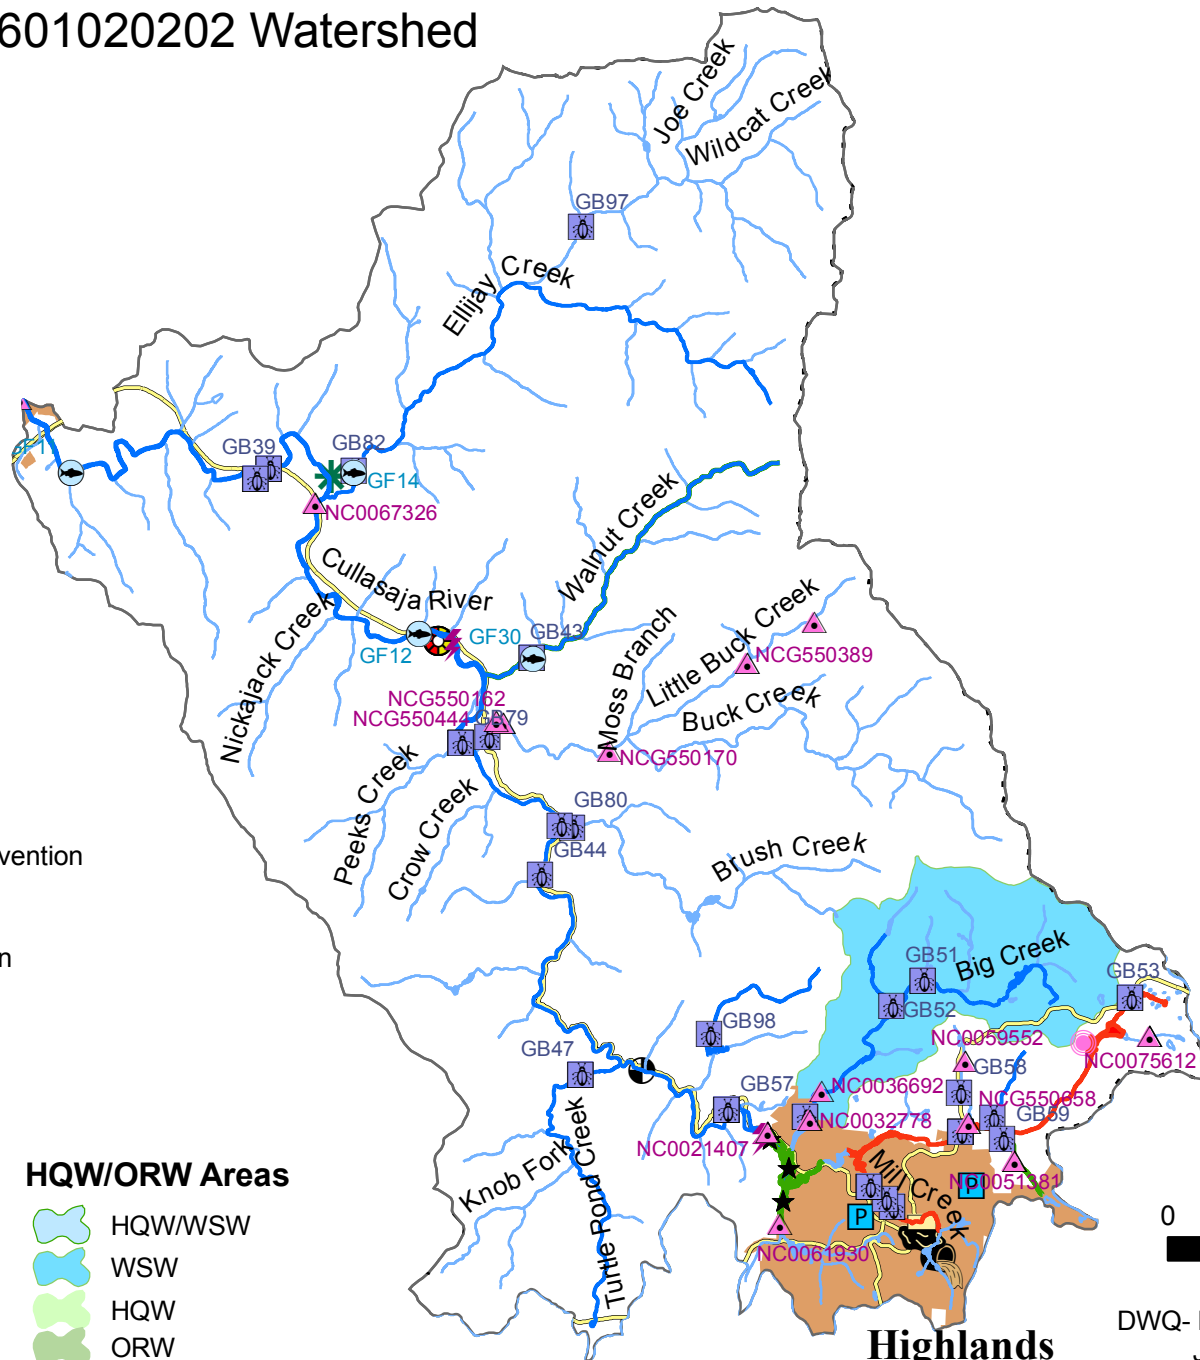 601020202 Watershed
Joe Creek
Wildcat Creek
GB97
Ellijay Creek
GB39
GB82
GF14
NC0067326
Walnut Creek
Cullasaja River
Nickajack Creek
GF12
GF30
GB43
Moss Branch
Little Buck Creek
NCG550389
Buck Creek
NCG550162
NCG550444
GB79
NCG550170
Peeks Creek
Crow Creek
GB80
GB44
vention
Brush Creek
n
GB51
Big Creek
GB53
GB52
GB98
NC0059552
NC0075612
GB47
GB58
GB57
NC0036692
NCG550658
GB59
NC0032778
NC0021407
Knob Fork
Turtle Pond Creek
Mill Creek
P
NC0051381
P
NC0061930
HQW/ORW Areas
HQW/WSW
WSW
HQW
ORW
0
DWQ-
Highlands